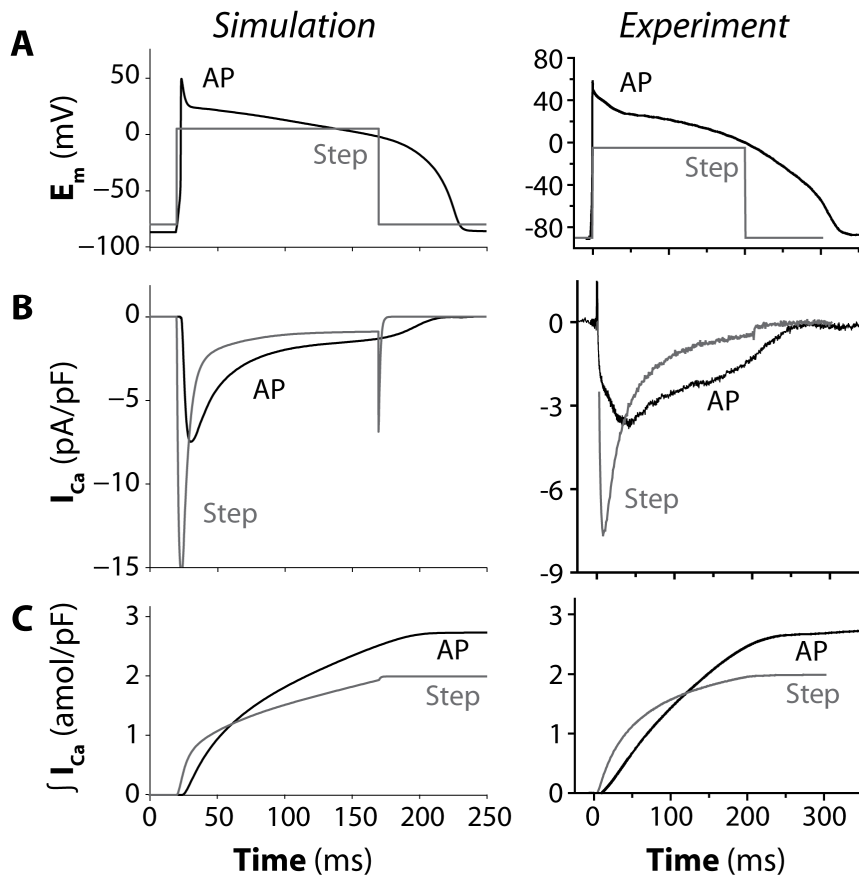 Simulation Experiment
A
E_m (mV)
50
0
−50
−100
AP
Step
80
40
0
-40
-80
AP
Step
B
I_Ca (pA/pF)
0
−5
−10
−15
AP
Step
0
-3
-6
-9
AP
Step
C
∫ I_Ca (amol/pF)
3
2
1
0
AP
Step
0 50 100 150 200 250
Time (ms)
3
2
1
0
AP
Step
0 100 200 300
Time (ms)